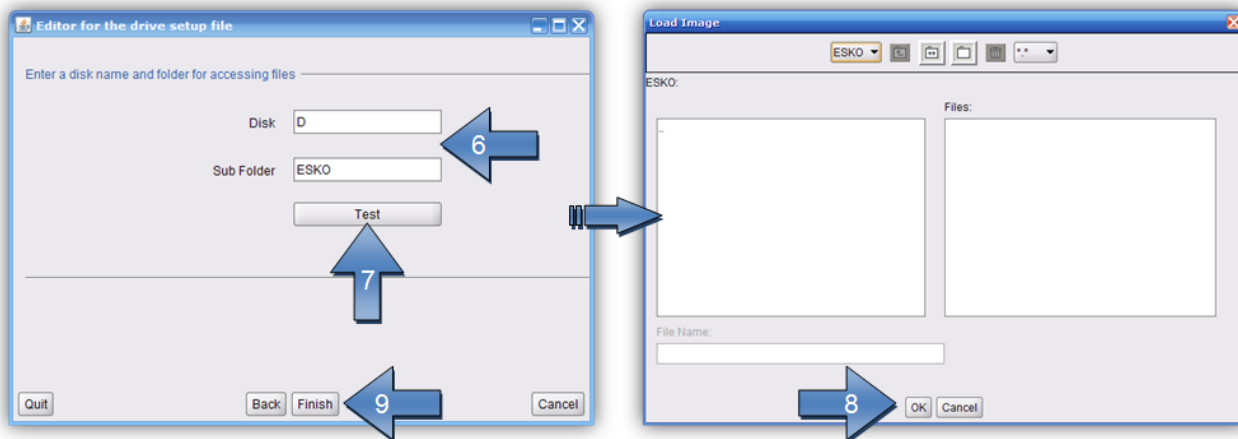 Editor for the drive setup file
Enter a disk name and folder for accessing files
Disk D
6
Sub Folder ESKO
Test
7
Quit Back Finish 9 Cancel
Load Image
ESKO *.*
ESKO:
Files:
..
File Name:
8 OK Cancel